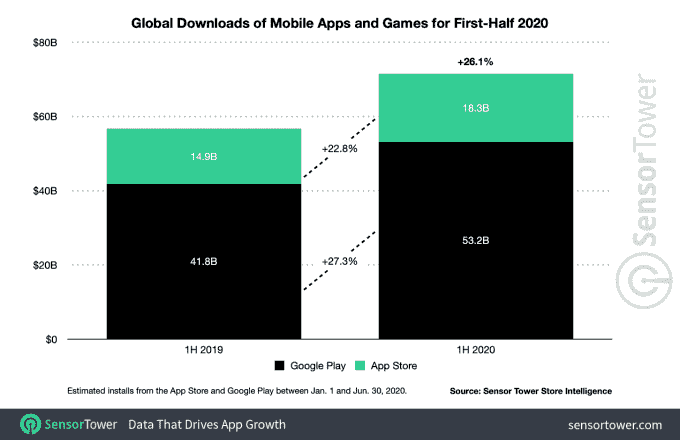 Global Downloads of Mobile Apps and Games for First-Half 2020
$80B
$60B
$40B
$20B
$0
+26.1%
14.9B
+22.8%
18.3B
41.8B
+27.3%
53.2B
1H 2019
1H 2020
Google Play
App Store
Estimated installs from the App Store and Google Play between Jan. 1 and Jun. 30, 2020.
Source: Sensor Tower Store Intelligence
SensorTower
SensorTower
Data That Drives App Growth
sensortower.com